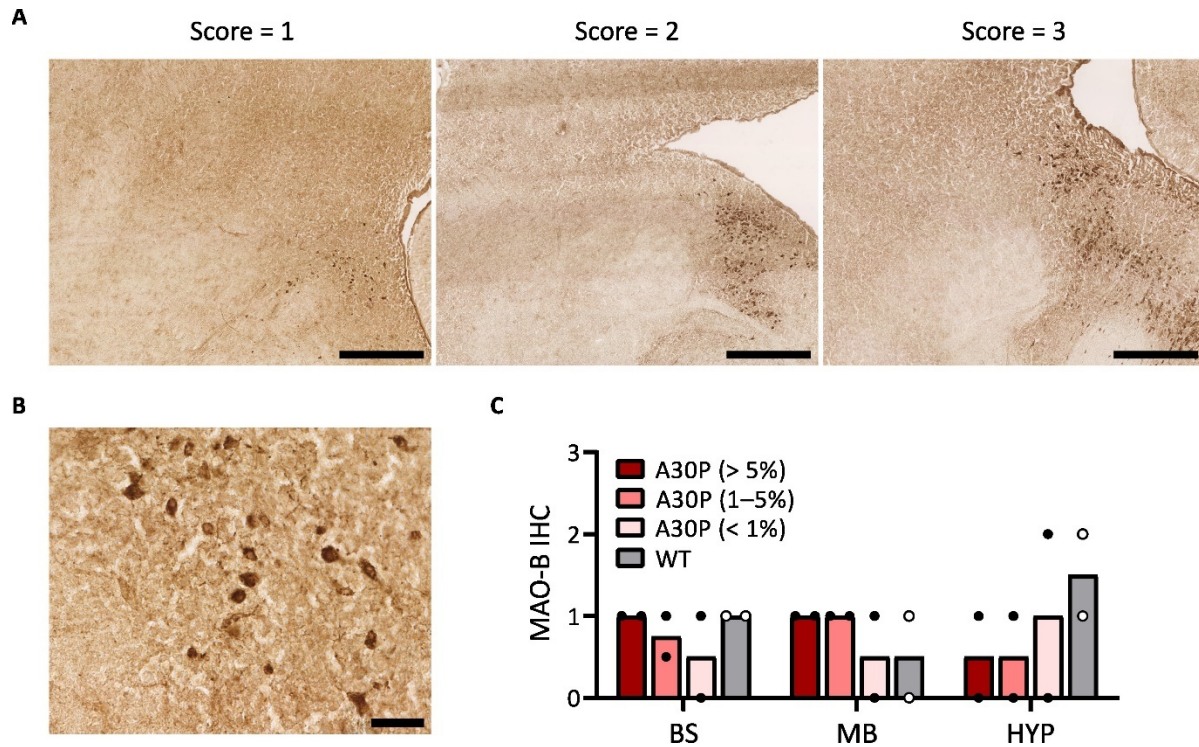 A
Score = 1
Score = 2
Score = 3
B
C
3
2
1
0
MAO-B IHC
A30P (> 5%)
A30P (1–5%)
A30P (< 1%)
WT
BS
MB
HYP